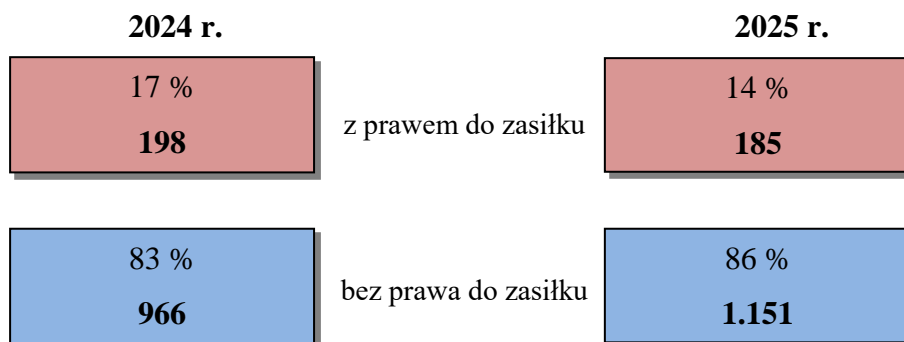 2024 r.
2025 r.
17 %
198
z prawem do zasiłku
14 %
185
83 %
966
bez prawa do zasiłku
86 %
1.151